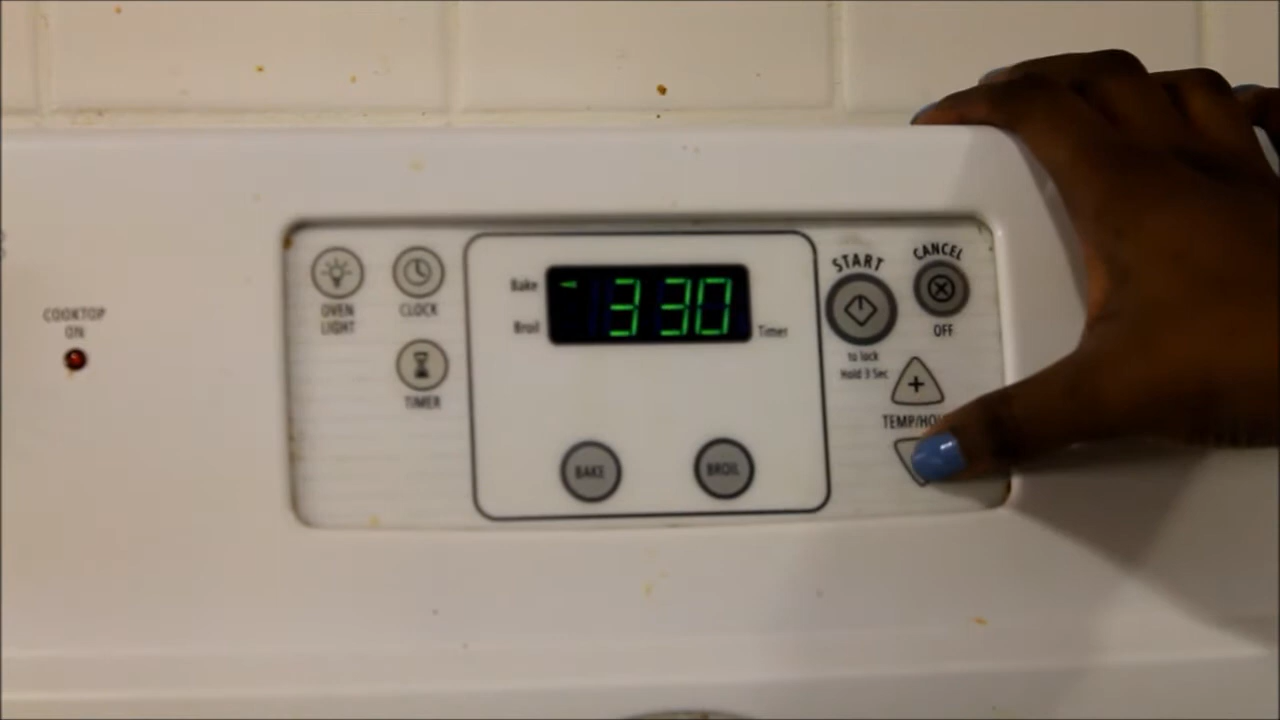 COOKTOP
ON
OVEN
LIGHT
CLOCK
TIMER
Bake
Broil
330
Timer
BAKE
BROIL
START
to lock
Hold 3 Sec
CANCEL
OFF
+